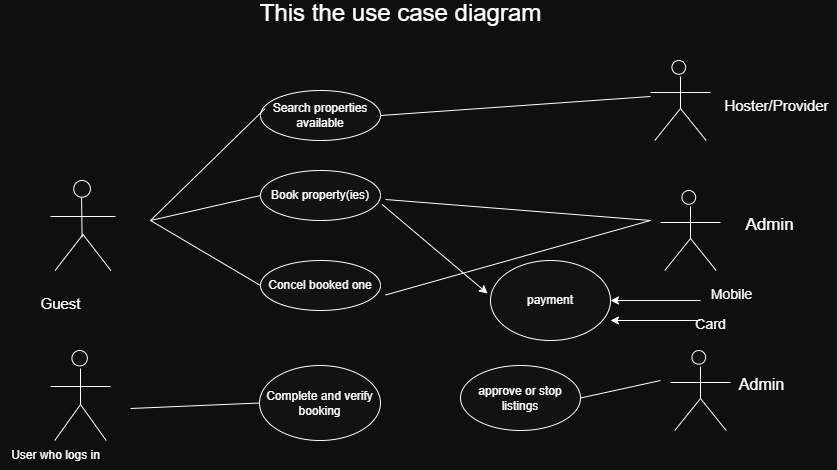 This the use case diagram
Search properties
available
Hoster/Provider
Book property(ies)
Admin
Concel booked one
Guest
payment
Mobile
Card
Complete and verify
booking
approve or stop
listings
Admin
User who logs in